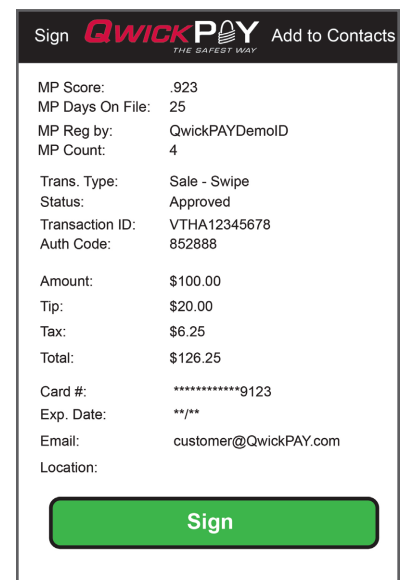 Sign QWICKPAY Add to Contacts
THE SAFEST WAY
MP Score: .923
MP Days On File: 25
MP Reg by: QwickPAYDemoID
MP Count: 4
Trans. Type: Sale - Swipe
Status: Approved
Transaction ID: VTHA12345678
Auth Code: 852888
Amount: $100.00
Tip: $20.00
Tax: $6.25
Total: $126.25
Card #: ************9123
Exp. Date: **/**
Email: customer@QwickPAY.com
Location:
Sign